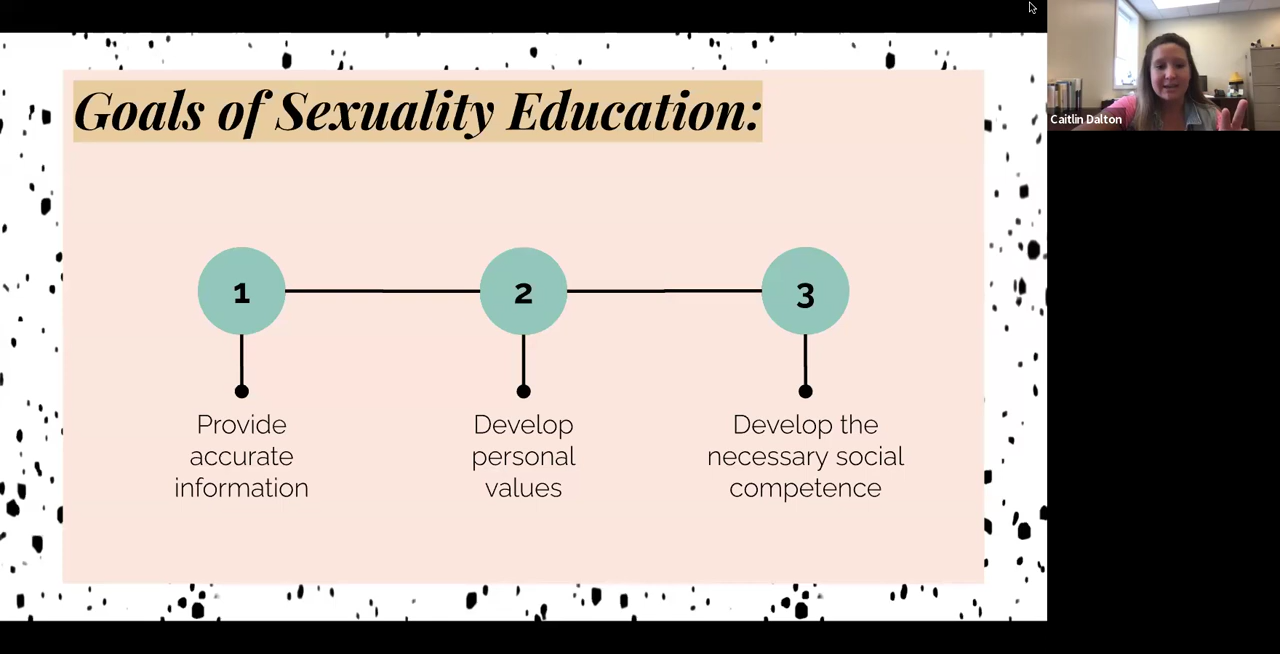 Goals of Sexuality Education:
1
2
3
Provide
accurate
information
Develop
personal
values
Develop the
necessary social
competence
Caitlin Dalton